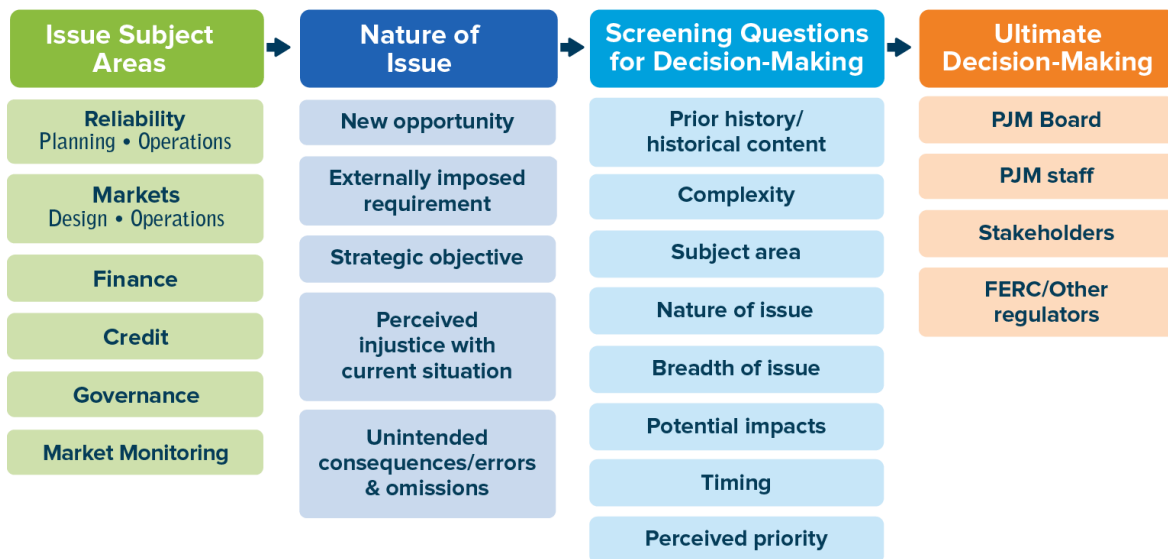 Issue Subject
Areas
Reliability
Planning • Operations
Markets
Design • Operations
Finance
Credit
Governance
Market Monitoring
Nature of
Issue
New opportunity
Externally imposed
requirement
Strategic objective
Perceived
injustice with
current situation
Unintended
consequences/errors
& omissions
Screening Questions
for Decision-Making
Prior history/
historical content
Complexity
Subject area
Nature of issue
Breadth of issue
Potential impacts
Timing
Perceived priority
Ultimate
Decision-Making
PJM Board
PJM staff
Stakeholders
FERC/Other
regulators